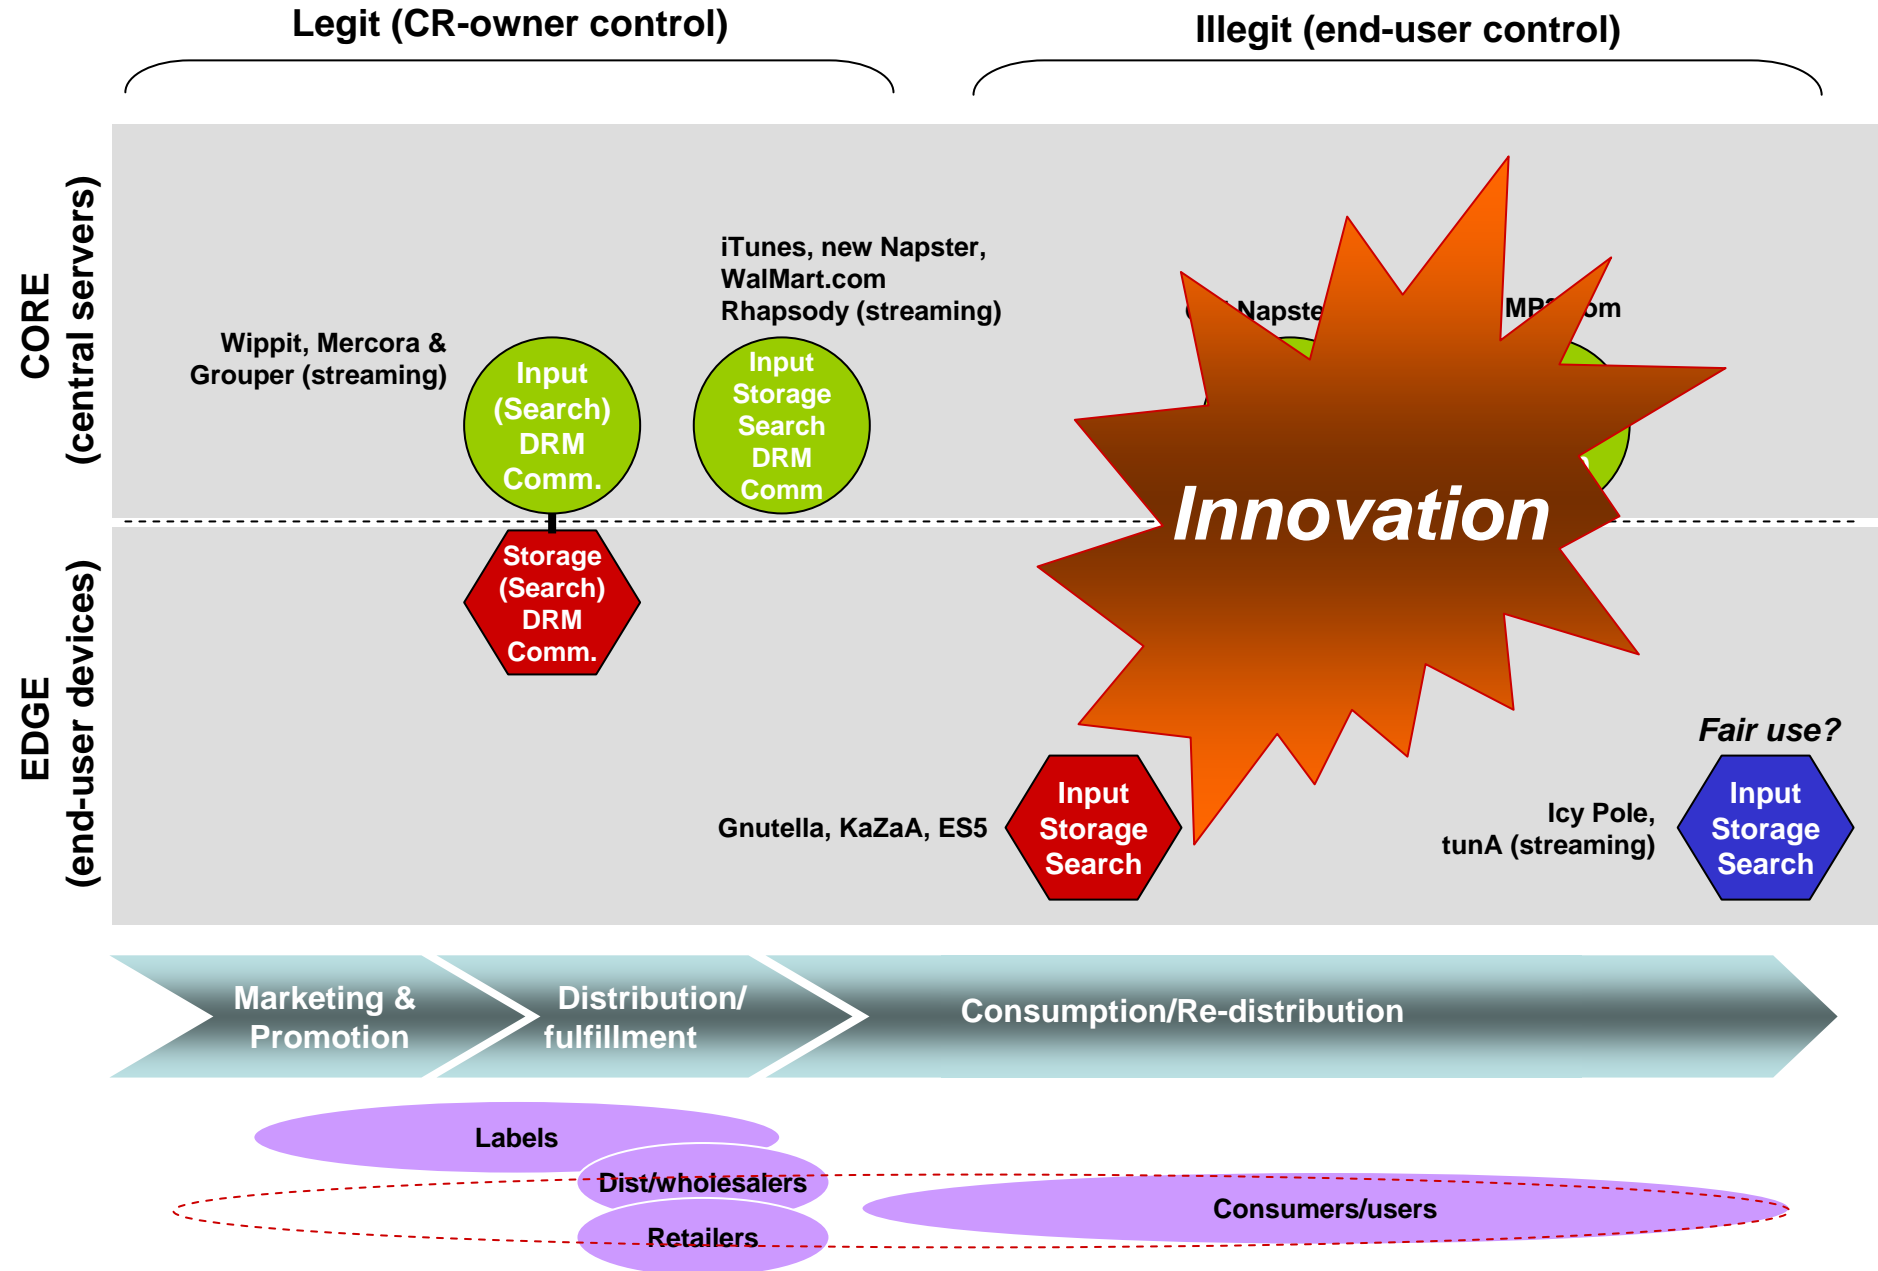 Legit (CR-owner control)
Illegit (end-user control)
CORE
(central servers)
iTunes, new Napster,
WalMart.com
Rhapsody (streaming)
Wippit, Mercora &
Grouper (streaming)
Input
(Search)
DRM
Comm.
Input
Storage
Search
DRM
Comm
Napster
Innovation
EDGE
(end-user devices)
Storage
(Search)
DRM
Comm.
Gnutella, KaZaA, ES5
Input
Storage
Search
Fair use?
Icy Pole,
tunA (streaming)
Input
Storage
Search
Marketing &
Promotion
Distribution/
fulfillment
Consumption/Re-distribution
Labels
Dist/wholesalers
Retailers
Consumers/users